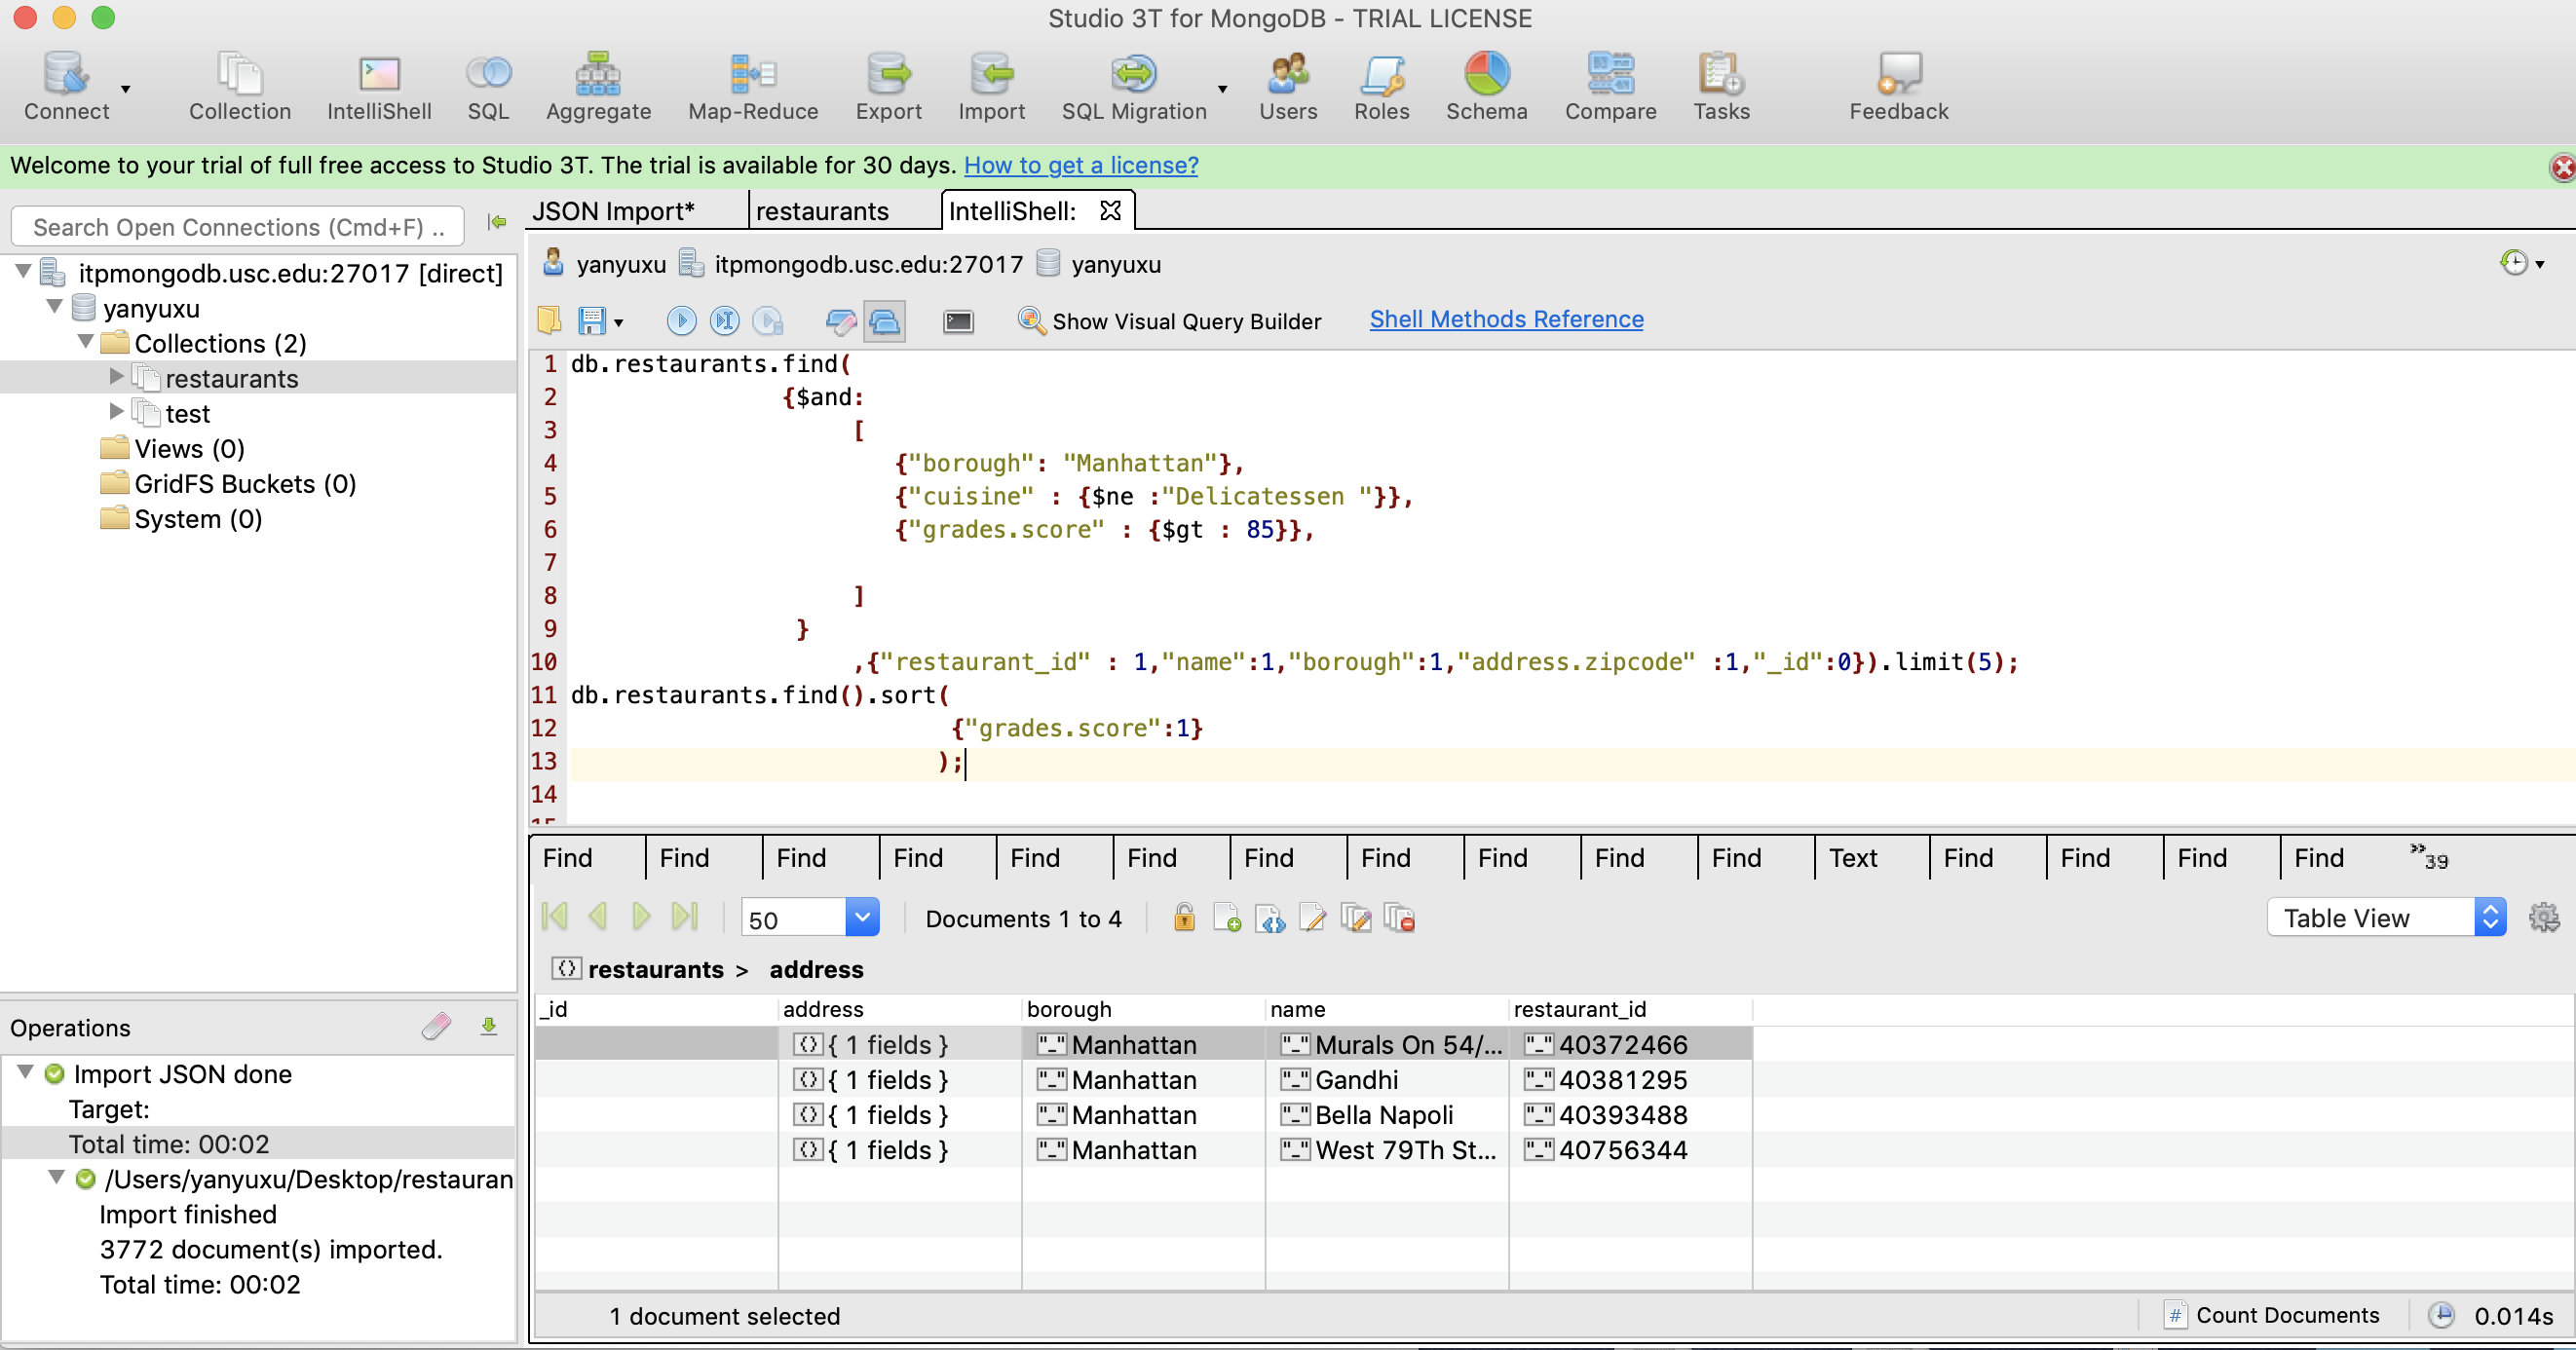 Studio 3T for MongoDB - TRIAL LICENSE
Connect Collection IntelliShell SQL Aggregate Map-Reduce Export Import SQL Migration Users Roles Schema Compare Tasks Feedback
Welcome to your trial of full free access to Studio 3T. The trial is available for 30 days. How to get a license?
Search Open Connections (Cmd+F) ..
itpmongodb.usc.edu:27017 [direct]
yanyuxu
Collections (2)
restaurants
test
Views (0)
GridFS Buckets (0)
System (0)
Operations
Import JSON done
Target:
Total time: 00:02
/Users/yanyuxu/Desktop/restauran
Import finished
3772 document(s) imported.
Total time: 00:02
JSON Import* restaurants IntelliShell:
yanyuxu itpmongodb.usc.edu:27017 yanyuxu
Show Visual Query Builder Shell Methods Reference
1 db.restaurants.find(
2 {$and:
3 [
4 {"borough": "Manhattan"},
5 {"cuisine" : {$ne :"Delicatessen "}},
6 {"grades.score" : {$gt : 85}},
7
8 ]
9 }
10 ,{"restaurant_id" : 1,"name":1,"borough":1,"address.zipcode" :1,"_id":0}).limit(5);
11 db.restaurants.find().sort(
12 {"grades.score":1}
13 );
14
15
Find Find Find Find Find Find Find Find Find Find Find Text Find Find Find Find »39
50 Documents 1 to 4 Table View
restaurants > address
_id address borough name restaurant_id
{ 1 fields } Manhattan Murals On 54/... 40372466
{ 1 fields } Manhattan Gandhi 40381295
{ 1 fields } Manhattan Bella Napoli 40393488
{ 1 fields } Manhattan West 79Th St... 40756344
1 document selected Count Documents 0.014s